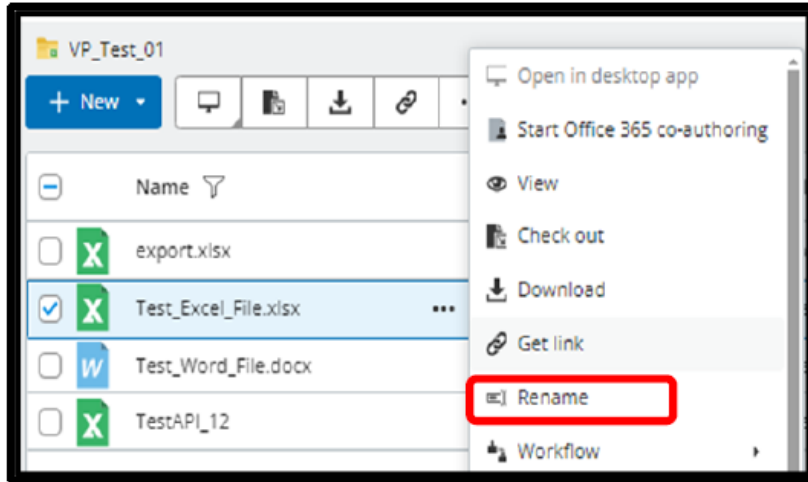 VP_Test_01
+ New
Name
export.xlsx
Test_Excel_File.xlsx
Test_Word_File.docx
TestAPI_12
Open in desktop app
Start Office 365 co-authoring
View
Check out
Download
Get link
Rename
Workflow